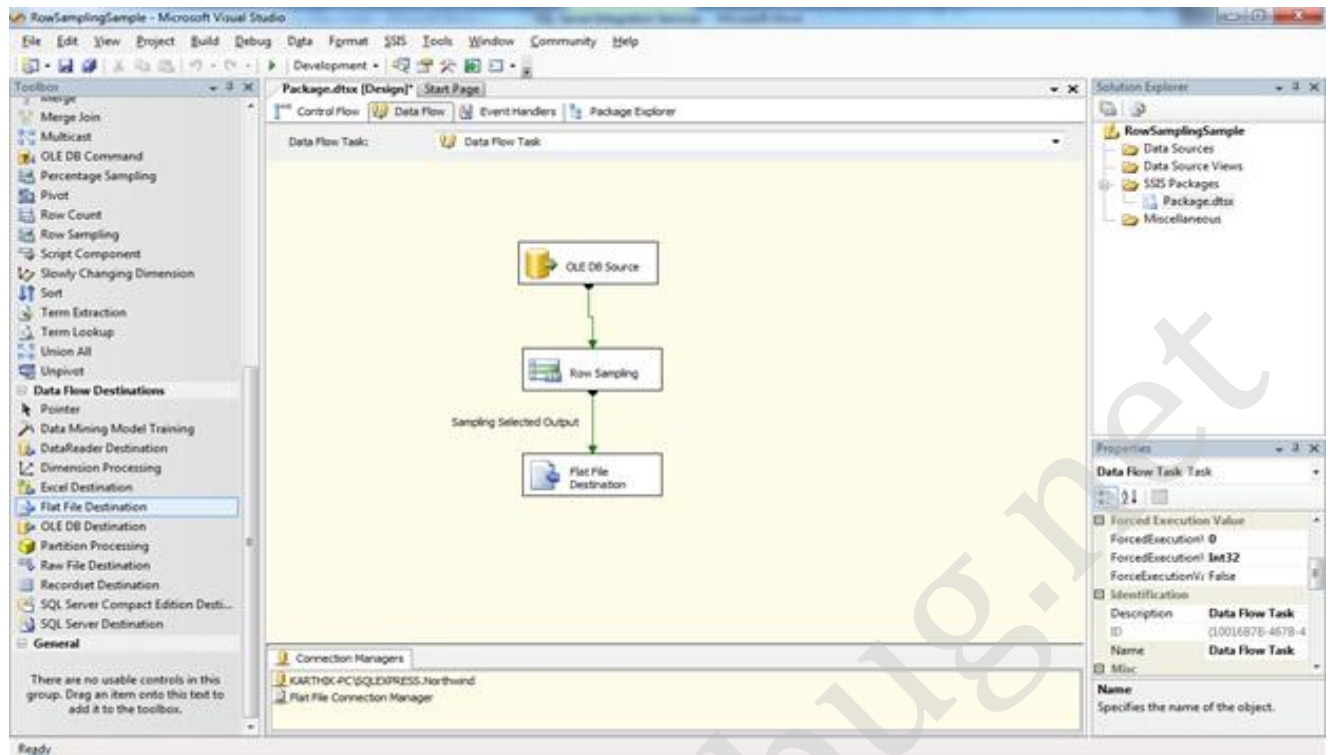 RowSamplingSample - Microsoft Visual Studio
File Edit View Project Build Debug Data Format SSIS Tools Window Community Help
Development
Toolbox
Merge
Merge Join
Multicast
OLE DB Command
Percentage Sampling
Pivot
Row Count
Row Sampling
Script Component
Slowly Changing Dimension
Sort
Term Extraction
Term Lookup
Union All
Unpivot
Data Flow Destinations
Pointer
Data Mining Model Training
DataReader Destination
Dimension Processing
Excel Destination
Flat File Destination
OLE DB Destination
Partition Processing
Raw File Destination
Recordset Destination
SQL Server Compact Edition Desti...
SQL Server Destination
General
There are no usable controls in this
group. Drag an item onto this text to
add it to the toolbox.
Package.dtsx [Design]* Start Page
Control Flow Data Flow Event Handlers Package Explorer
Data Flow Task: Data Flow Task
OLE DB Source
Row Sampling
Sampling Selected Output
Flat File
Destination
Connection Managers
KARTHIK-PC\SQLEXPRESS.Northwind
Flat File Connection Manager
Solution Explorer
RowSamplingSample
Data Sources
Data Source Views
SSIS Packages
Package.dtsx
Miscellaneous
Properties
Data Flow Task Task
Forced Execution Value
ForcedExecution 0
ForcedExecution Int32
ForceExecutionVa False
Identification
Description Data Flow Task
ID
Name Data Flow Task
Misc
Name
Specifies the name of the object.
Ready
bug.net